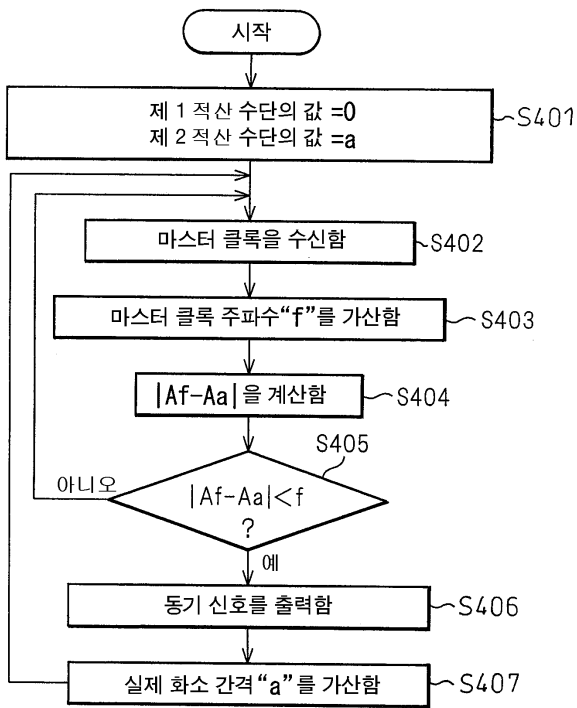 시작
제 1 적산 수단의 값 =0
제 2 적산 수단의 값 =a
S401
마스터 클록을 수신함
S402
마스터 클록 주파수“f”를 가산함
S403
|Af-Aa|을 계산함
S404
S405
아니오
|Af-Aa|<f
?
예
동기 신호를 출력함
S406
실제 화소 간격“a”를 가산함
S407